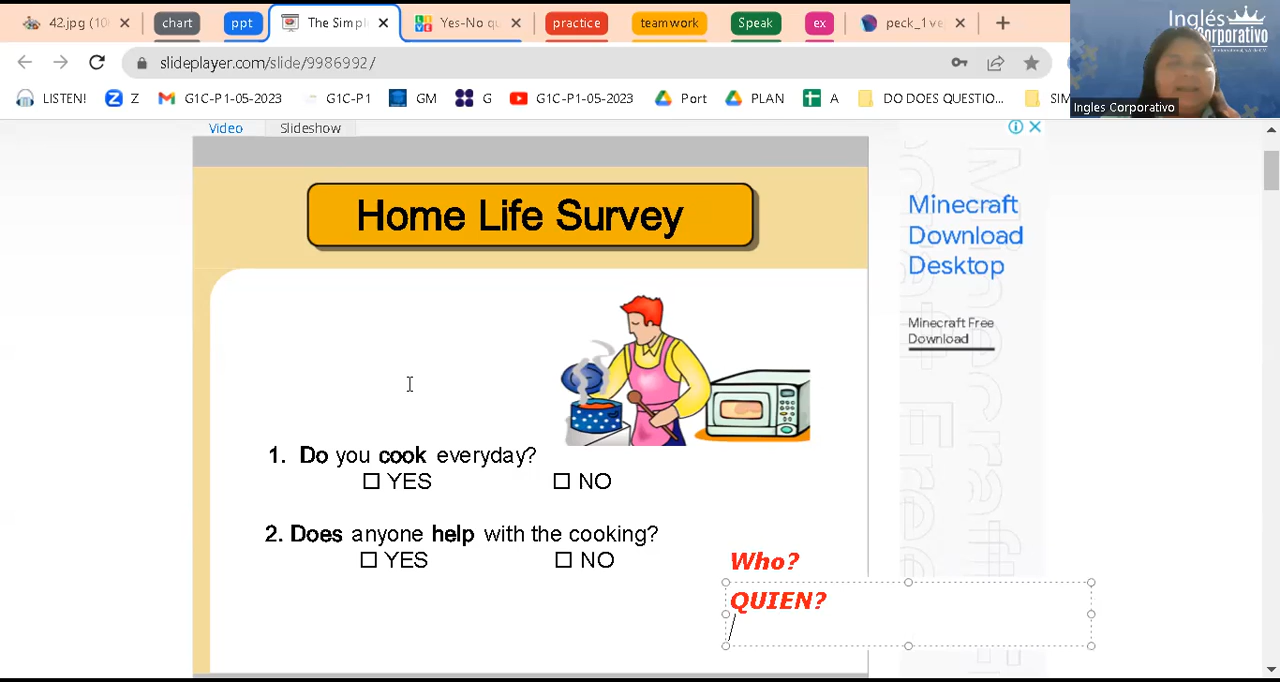 42.jpg (10
chart
ppt
The Simpl
Yes-No qu
practice
teamwork
Speak
ex
peck_1 ve
Inglés
Corporativo
slideplayer.com/slide/9986992/
LISTEN!
Z
G1C-P1-05-2023
G1C-P1
GM
G
G1C-P1-05-2023
Port
PLAN
A
DO DOES QUESTIO...
SIM
Ingles Corporativo
Video
Slideshow
Home Life Survey
Minecraft
Download
Desktop
Minecraft Free
Download
1. Do you cook everyday?
YES NO
2. Does anyone help with the cooking?
YES NO
Who?
QUIEN?